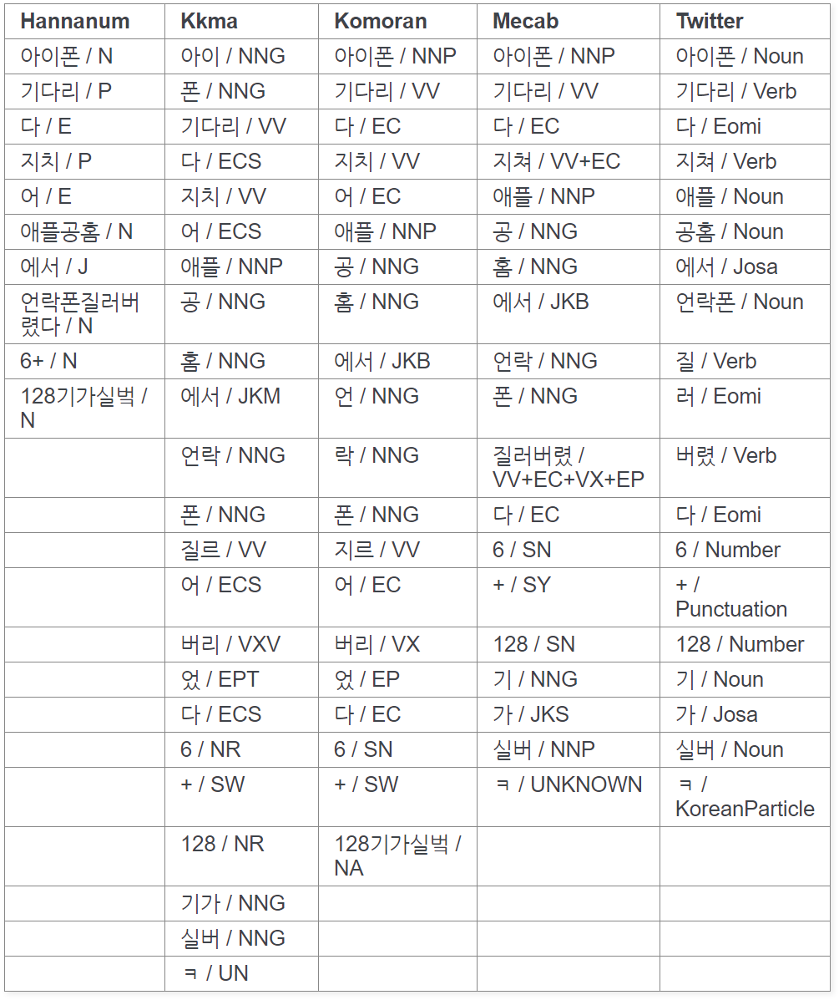 Hannanum Kkma Komoran Mecab Twitter
아이폰 / N 아이 / NNG 아이폰 / NNP 아이폰 / NNP 아이폰 / Noun
기다리 / P 폰 / NNG 기다리 / VV 기다리 / VV 기다리 / Verb
다 / E 기다리 / VV 다 / EC 다 / EC 다 / Eomi
지치 / P 다 / ECS 지치 / VV 지쳐 / VV+EC 지쳐 / Verb
어 / E 지치 / VV 어 / EC 애플 / NNP 애플 / Noun
애플공홈 / N 어 / ECS 애플 / NNP 공 / NNG 공홈 / Noun
에서 / J 애플 / NNP 공 / NNG 홈 / NNG 에서 / Josa
언락폰질러버 공 / NNG 홈 / NNG 에서 / JKB 언락폰 / Noun
렸다 / N
6+ / N 홈 / NNG 에서 / JKB 언락 / NNG 질 / Verb
128기가실벜 / 에서 / JKM 언 / NNG 폰 / NNG 러 / Eomi
N
언락 / NNG 락 / NNG 질러버렸 / 버렸 / Verb
VV+EC+VX+EP
폰 / NNG 폰 / NNG 다 / EC 다 / Eomi
질르 / VV 지르 / VV 6 / SN 6 / Number
어 / ECS 어 / EC + / SY + /
Punctuation
버리 / VXV 버리 / VX 128 / SN 128 / Number
었 / EPT 었 / EP 기 / NNG 기 / Noun
다 / ECS 다 / EC 가 / JKS 가 / Josa
6 / NR 6 / SN 실버 / NNP 실버 / Noun
+ / SW + / SW ㅋ / UNKNOWN ㅋ /
KoreanParticle
128 / NR 128기가실벜 /
NA
기가 / NNG
실버 / NNG
ㅋ / UN